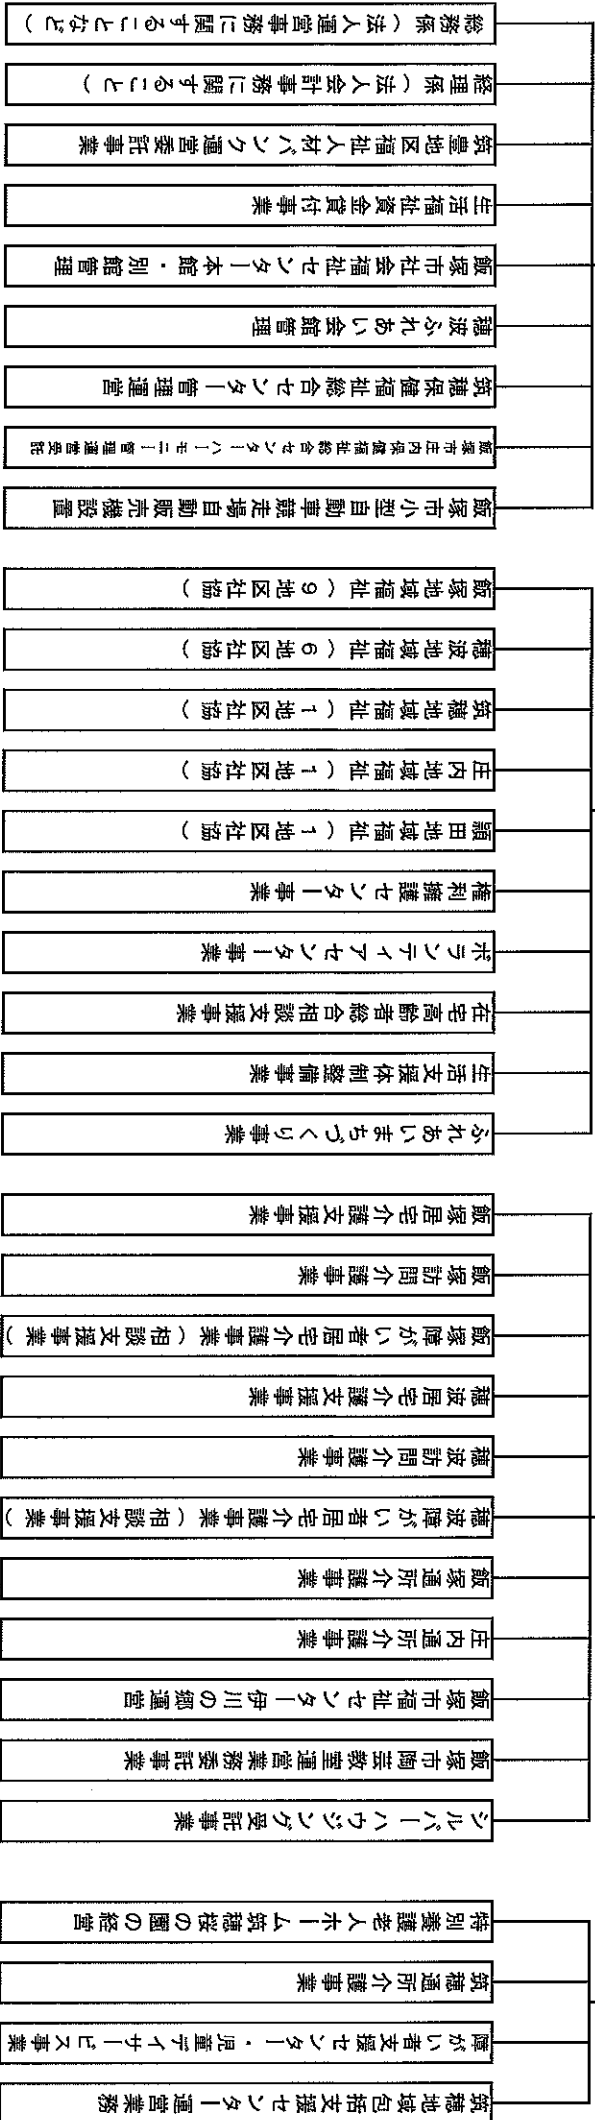 総務係（法人運営事務に関することなど）
経理係（法人会計事務に関すること）
筑豊地区福祉人材バンク運営委託事業
生活福祉資金貸付事業
飯塚市社会福祉センター本館・別館管理
穂波ふれあい会館管理
筑穂保健福祉総合センター管理運営
飯塚市庄内保健福祉総合センターハーモニー管理運営受託
飯塚市小型自動車競走場自動販売機設置
飯塚地域福祉（９地区社協）
穂波地域福祉（６地区社協）
筑穂地域福祉（１地区社協）
庄内地域福祉（１地区社協）
頴田地域福祉（１地区社協）
権利擁護センター事業
ボランティアセンター事業
在宅高齢者総合相談支援事業
生活支援体制整備事業
ふれあいまちづくり事業
飯塚居宅介護支援事業
飯塚訪問介護事業
飯塚障がい者居宅介護事業（相談支援事業）
穂波居宅介護支援事業
穂波訪問介護事業
穂波障がい者居宅介護事業（相談支援事業）
飯塚通所介護事業
庄内通所介護事業
飯塚市福祉センター伊川の郷運営
飯塚市陶芸教室運営業務委託事業
シルバーハウジング受託事業
特別養護老人ホーム筑穂桜の園の経営
筑穂通所介護事業
障がい者支援センター・児童デイサービス事業
筑穂地域包括支援センター運営業務